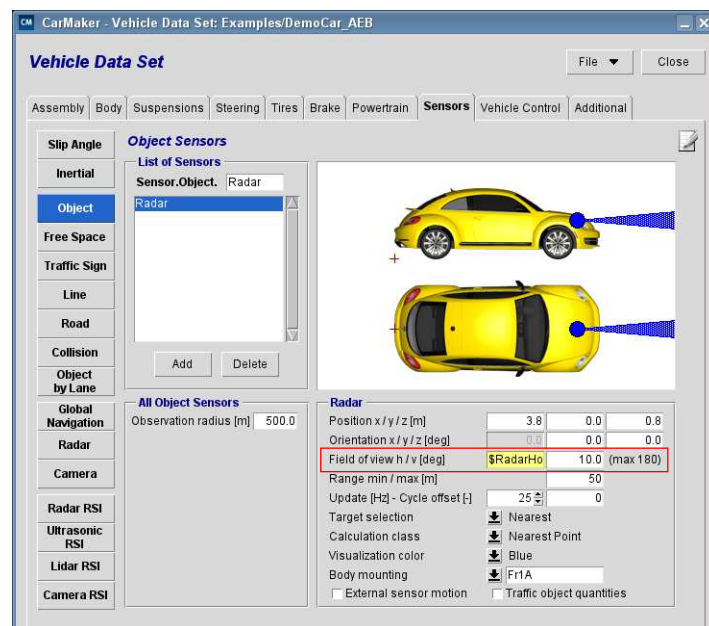 CM CarMaker - Vehicle Data Set: Examples/DemoCar_AEB
Vehicle Data Set
File
Close
Assembly Body Suspensions Steering Tires Brake Powertrain Sensors Vehicle Control Additional
Slip Angle
Inertial
Object
Free Space
Traffic Sign
Line
Road
Collision
Object
by Lane
Global
Navigation
Radar
Camera
Radar RSI
Ultrasonic
RSI
Lidar RSI
Camera RSI
Object Sensors
List of Sensors
Sensor.Object. Radar
Radar
Add Delete
All Object Sensors
Observation radius [m] 500.0
Radar
Position x / y / z [m] 3.8 0.0 0.8
Orientation x / y / z [deg] 0.0 0.0 0.0
Field of view h / v [deg] $RadarHo 10.0 (max 180)
Range min / max [m] 50
Update [Hz] - Cycle offset [-] 25 0
Target selection Nearest
Calculation class Nearest Point
Visualization color Blue
Body mounting Fr1A
External sensor motion Traffic object quantities